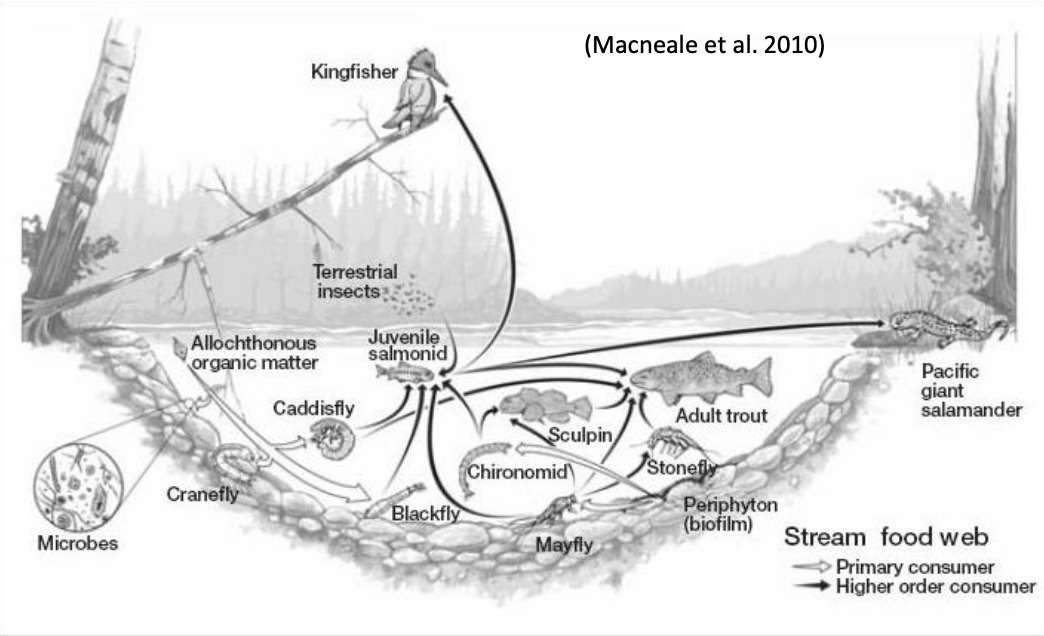 (Macneale et al. 2010)
Kingfisher
Terrestrial
insects
Allochthonous
organic matter
Juvenile
salmonid
Pacific
giant
salamander
Caddisfly
Adult trout
Sculpin
Chironomid
Stonefly
Cranefly
Blackfly
Periphyton
(biofilm)
Microbes
Mayfly
Stream food web
Primary consumer
Higher order consumer